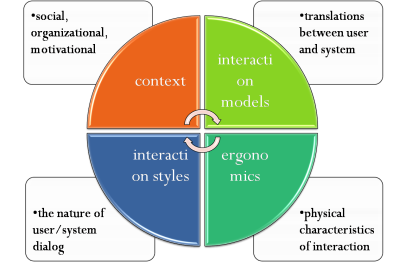 •social,
organizational,
motivational
•translations
between user
and system
context
interacti
on
models
interacti
on styles
ergono
mics
•the nature of
user/system
dialog
•physical
characteristics
of interaction